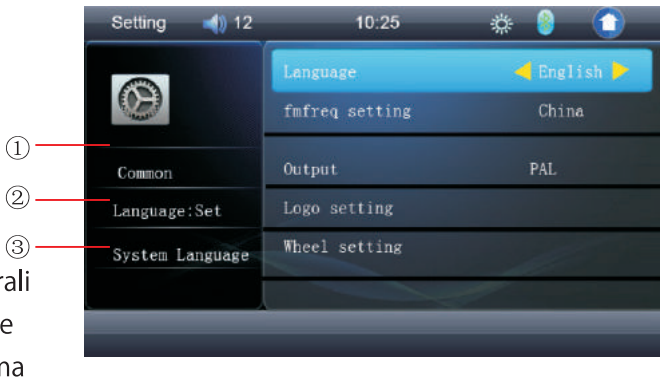 Setting 12 10:25
Language English
fmfreq setting China
① Common
Output PAL
② Language:Set
Logo setting
③ System Language
Wheel setting
rali
e
na